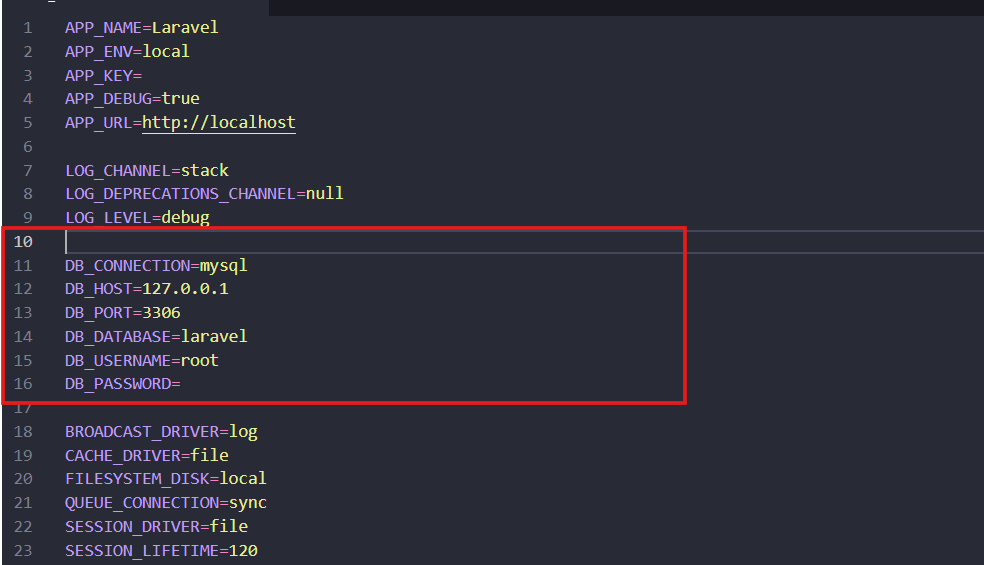 1 APP_NAME=Laravel
2 APP_ENV=local
3 APP_KEY=
4 APP_DEBUG=true
5 APP_URL=http://localhost
6
7 LOG_CHANNEL=stack
8 LOG_DEPRECATIONS_CHANNEL=null
9 LOG_LEVEL=debug
10
11 DB_CONNECTION=mysql
12 DB_HOST=127.0.0.1
13 DB_PORT=3306
14 DB_DATABASE=laravel
15 DB_USERNAME=root
16 DB_PASSWORD=
17
18 BROADCAST_DRIVER=log
19 CACHE_DRIVER=file
20 FILESYSTEM_DISK=local
21 QUEUE_CONNECTION=sync
22 SESSION_DRIVER=file
23 SESSION_LIFETIME=120